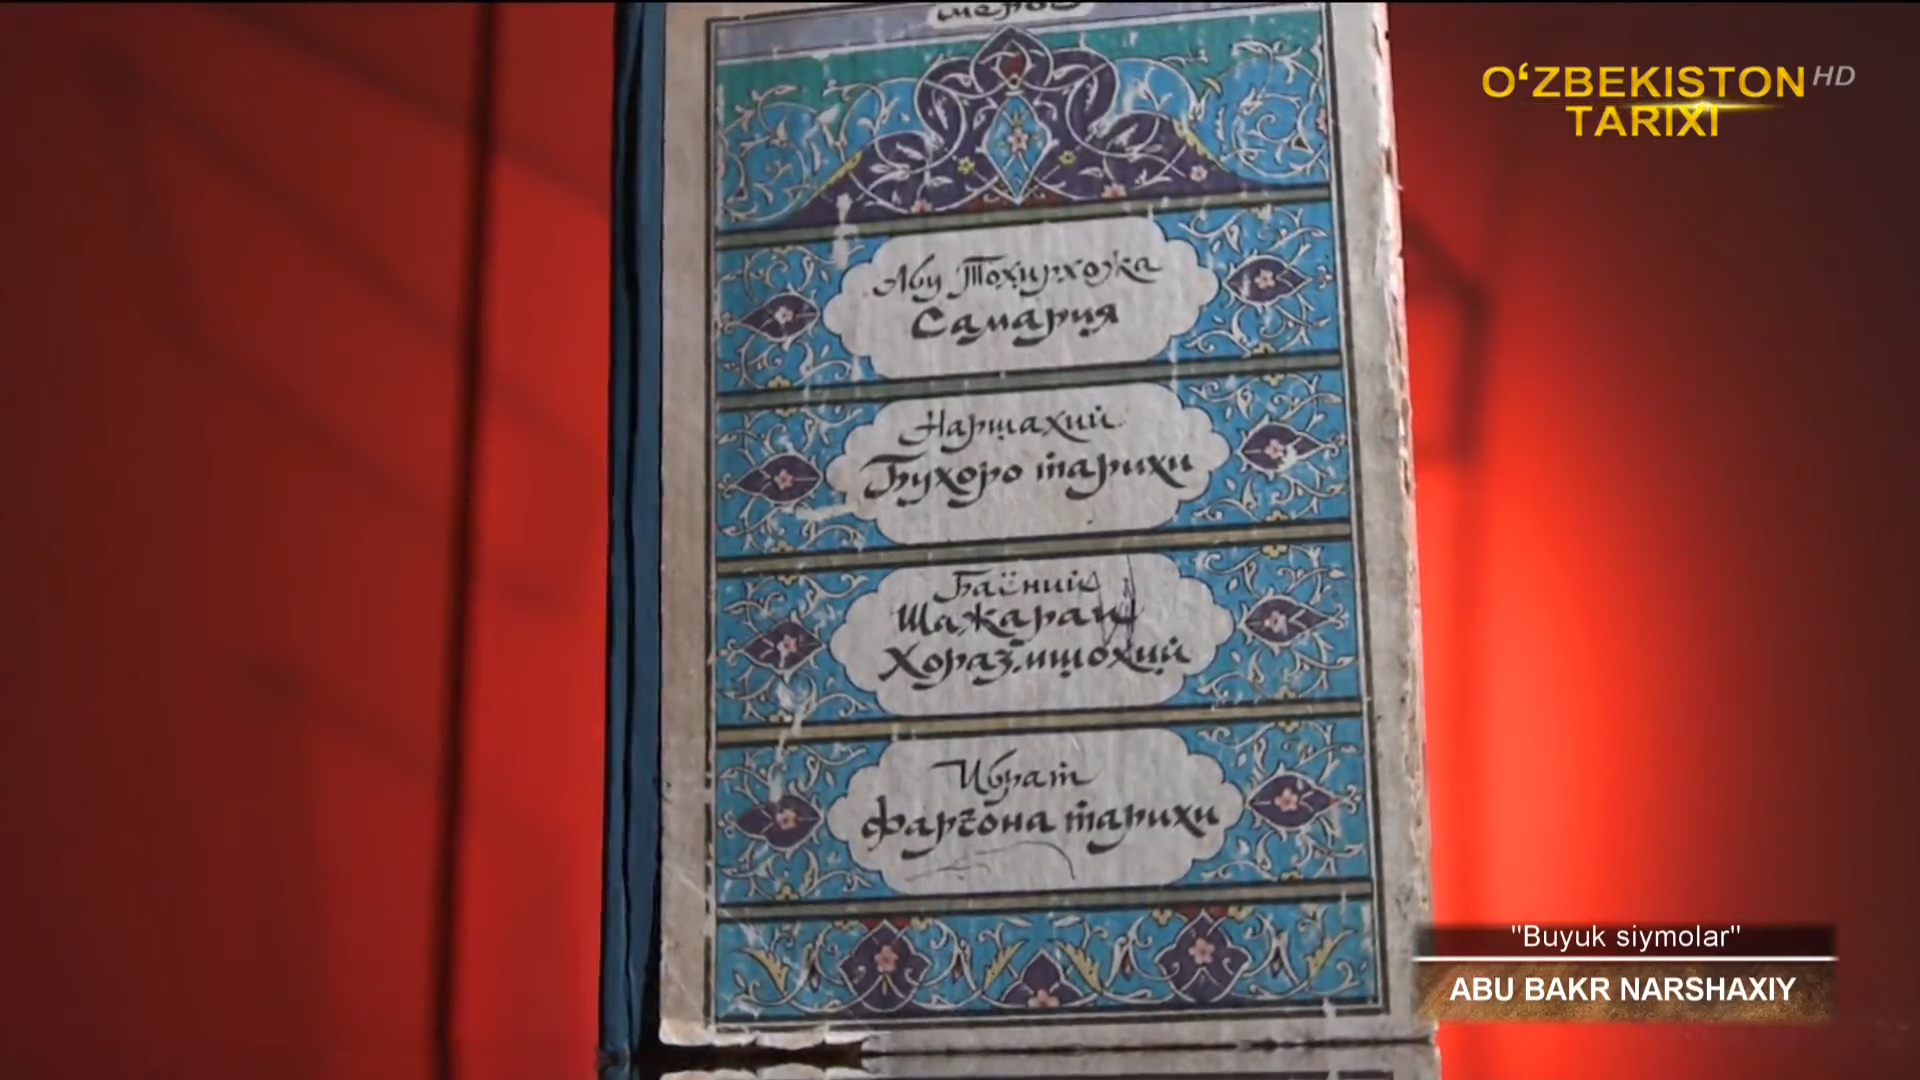 мерос
O‘ZBEKISTON HD
TARIXI
Абу Тоҳирхожа
Самария
Наршахий
Бухоро тарихи
Баёний
Шажараи
Хоразмшоҳий
Ибрат
Фарғона тарихи
"Buyuk siymolar"
ABU BAKR NARSHAXIY